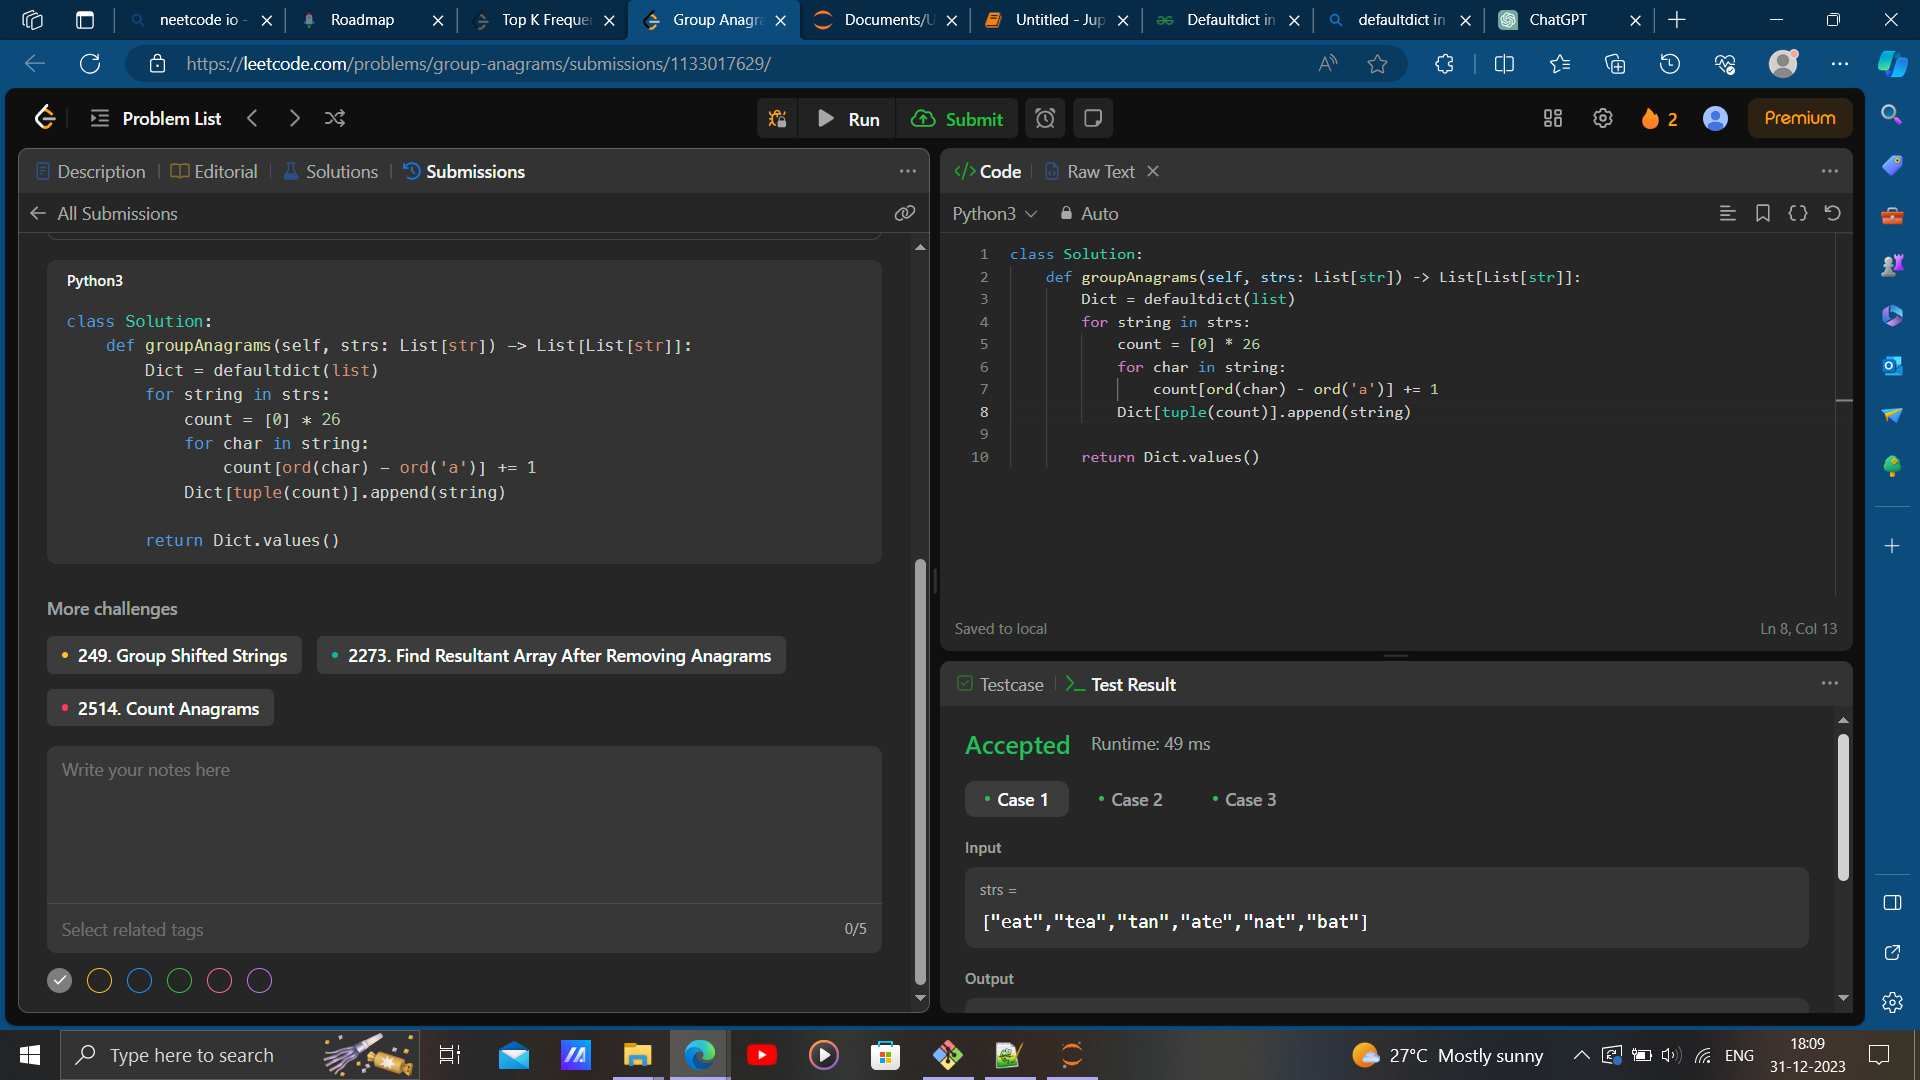 neetcode io -
Roadmap
Top K Freque
Group Anagr
Documents/U
Untitled - Jup
Defaultdict in
defaultdict in
ChatGPT
https://leetcode.com/problems/group-anagrams/submissions/1133017629/
Problem List
Run
Submit
2
Premium
Description
Editorial
Solutions
Submissions
All Submissions
Python3
class Solution:
def groupAnagrams(self, strs: List[str]) -> List[List[str]]:
Dict = defaultdict(list)
for string in strs:
count = [0] * 26
for char in string:
count[ord(char) - ord('a')] += 1
Dict[tuple(count)].append(string)
return Dict.values()
More challenges
249. Group Shifted Strings
2273. Find Resultant Array After Removing Anagrams
2514. Count Anagrams
Write your notes here
Select related tags
0/5
</> Code
Raw Text
Python3
Auto
1 class Solution:
2 def groupAnagrams(self, strs: List[str]) -> List[List[str]]:
3 Dict = defaultdict(list)
4 for string in strs:
5 count = [0] * 26
6 for char in string:
7 count[ord(char) - ord('a')] += 1
8 Dict[tuple(count)].append(string)
9
10 return Dict.values()
Saved to local
Ln 8, Col 13
Testcase
Test Result
Accepted
Runtime: 49 ms
Case 1
Case 2
Case 3
Input
strs =
["eat","tea","tan","ate","nat","bat"]
Output
Type here to search
27°C Mostly sunny
ENG
18:09
31-12-2023